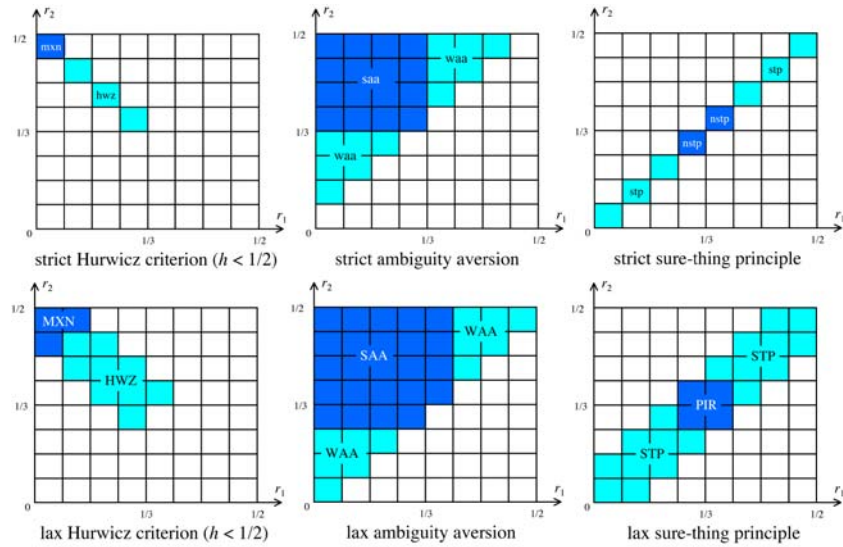 r2
1/2
mxn
hwz
1/3
0
1/3
1/2
r1
strict Hurwicz criterion (h < 1/2)
r2
1/2
saa
waa
1/3
waa
0
1/3
1/2
r1
strict ambiguity aversion
r2
1/2
stp
nstp
1/3
nstp
stp
0
1/3
1/2
r1
strict sure-thing principle
r2
1/2
MXN
HWZ
1/3
0
1/3
1/2
r1
lax Hurwicz criterion (h < 1/2)
r2
1/2
WAA
SAA
1/3
WAA
0
1/3
1/2
r1
lax ambiguity aversion
r2
1/2
STP
PIR
1/3
STP
0
1/3
1/2
r1
lax sure-thing principle